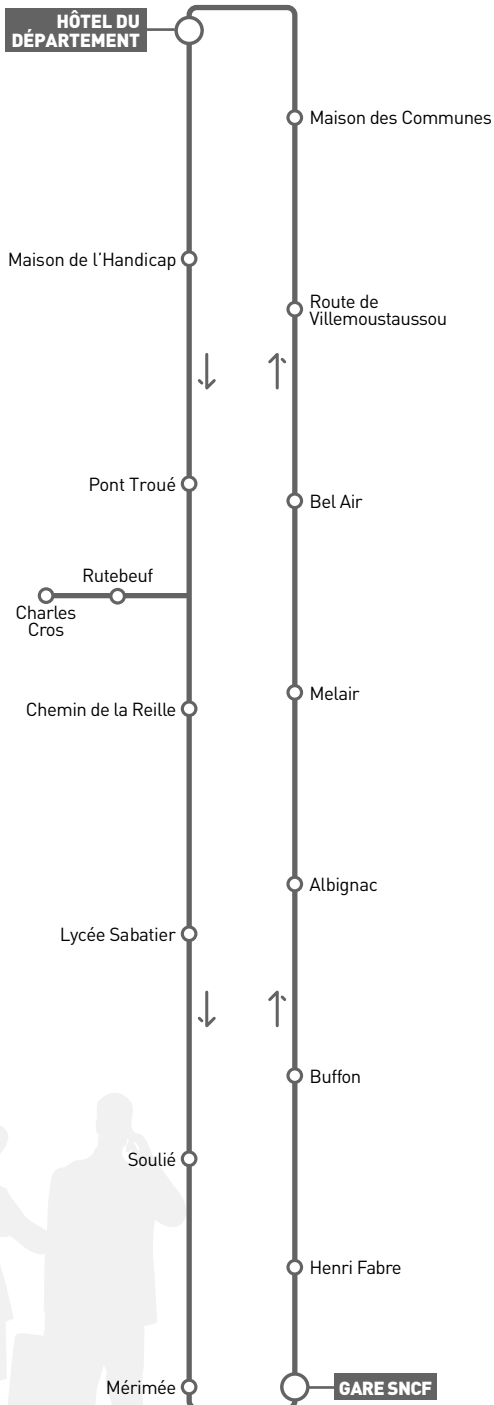 HÔTEL DU
DÉPARTEMENT
Maison des Communes
Maison de l'Handicap
Route de
Villemoustaussou
Pont Troué
Bel Air
Rutebeuf
Charles
Cros
Chemin de la Reille
Melair
Albignac
Lycée Sabatier
Buffon
Soulié
Henri Fabre
Mérimée
GARE SNCF